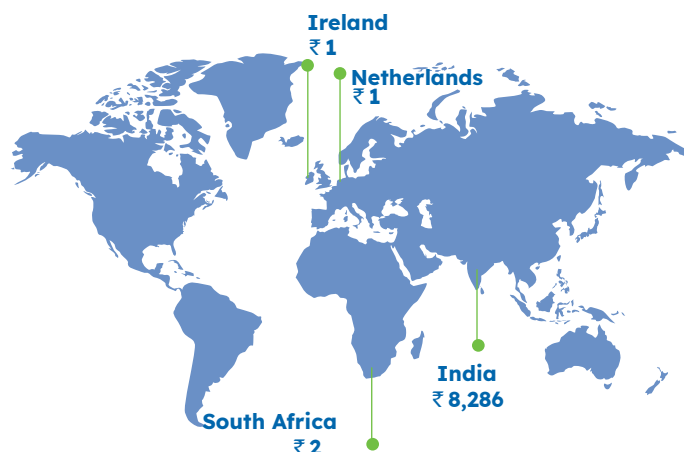 Ireland
₹ 1
Netherlands
₹ 1
India
₹ 8,286
South Africa
₹ 2